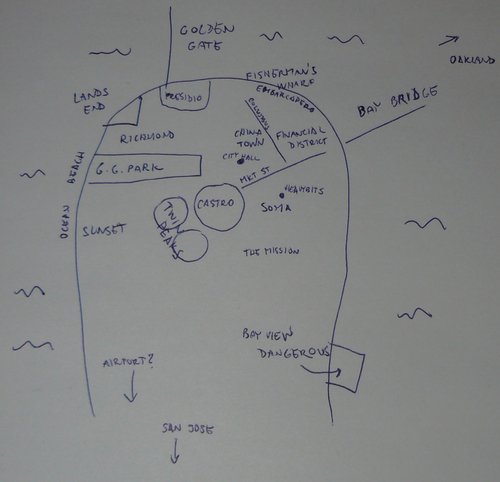 GOLDEN
GATE
OAKLAND
FISHERMAN'S
WHARF
EMBARCADERO
LANDS
END
PRESIDIO
BAY BRIDGE
COLUMBUS
RICHMOND
CHINA
TOWN
FINANCIAL
DISTRICT
CITY HALL
G.G. PARK
OCEAN BEACH
MKT ST
CASTRO
HEAVYBITS
SOMA
TWIN
PEAKS
SUNSET
THE MISSION
BAY VIEW
DANGEROUS
AIRPORT?
SAN JOSE